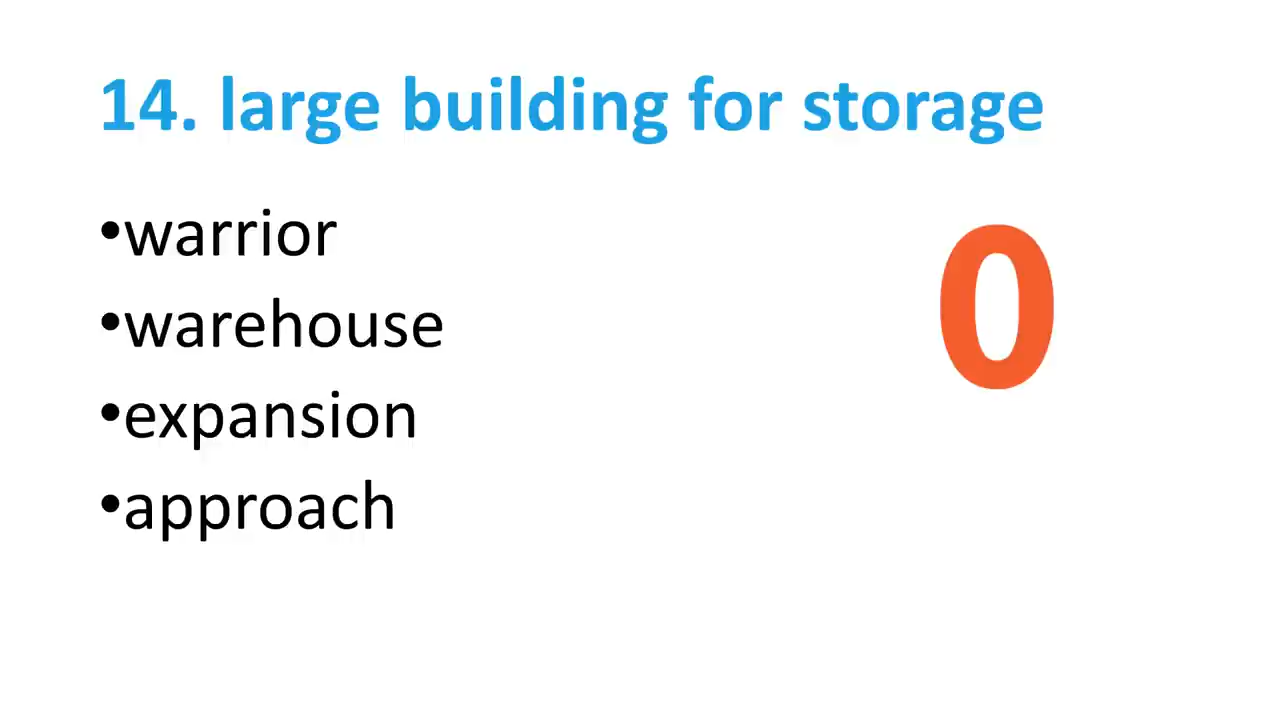 14. large building for storage
•warrior
•warehouse
•expansion
•approach
0